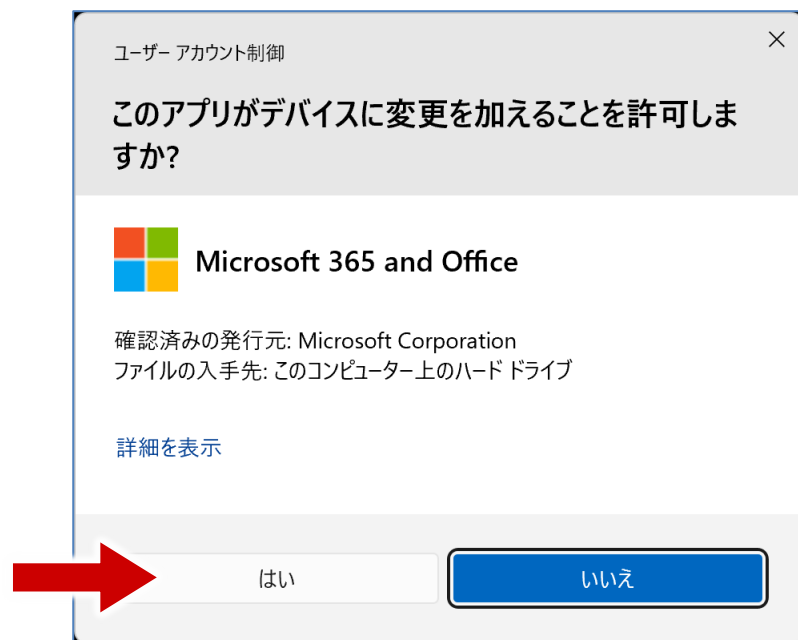 ユーザー アカウント制御
このアプリがデバイスに変更を加えることを許可しま
すか?
Microsoft 365 and Office
確認済みの発行元: Microsoft Corporation
ファイルの入手先: このコンピューター上のハード ドライブ
詳細を表示
はい
いいえ